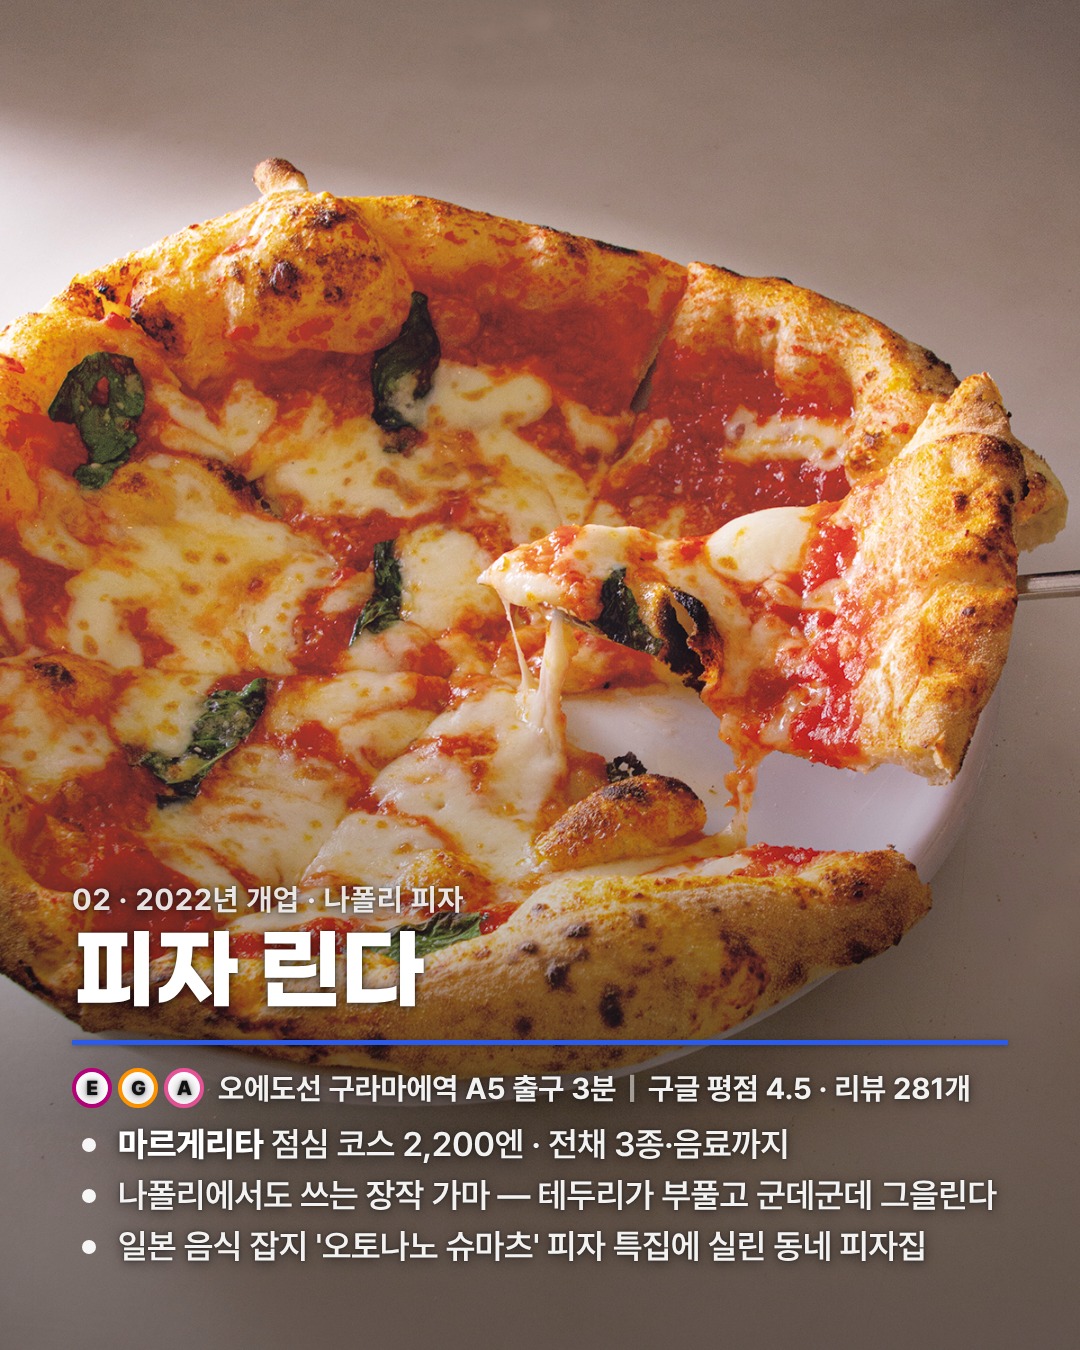 02 · 2022년 개업 · 나폴리 피자
피자 린다
E G A 오에도선 구라마에역 A5 출구 3분 | 구글 평점 4.5 · 리뷰 281개
• 마르게리타 점심 코스 2,200엔 · 전채 3종·음료까지
• 나폴리에서도 쓰는 장작 가마 — 테두리가 부풀고 군데군데 그을린다
• 일본 음식 잡지 '오토나노 슈마츠' 피자 특집에 실린 동네 피자집